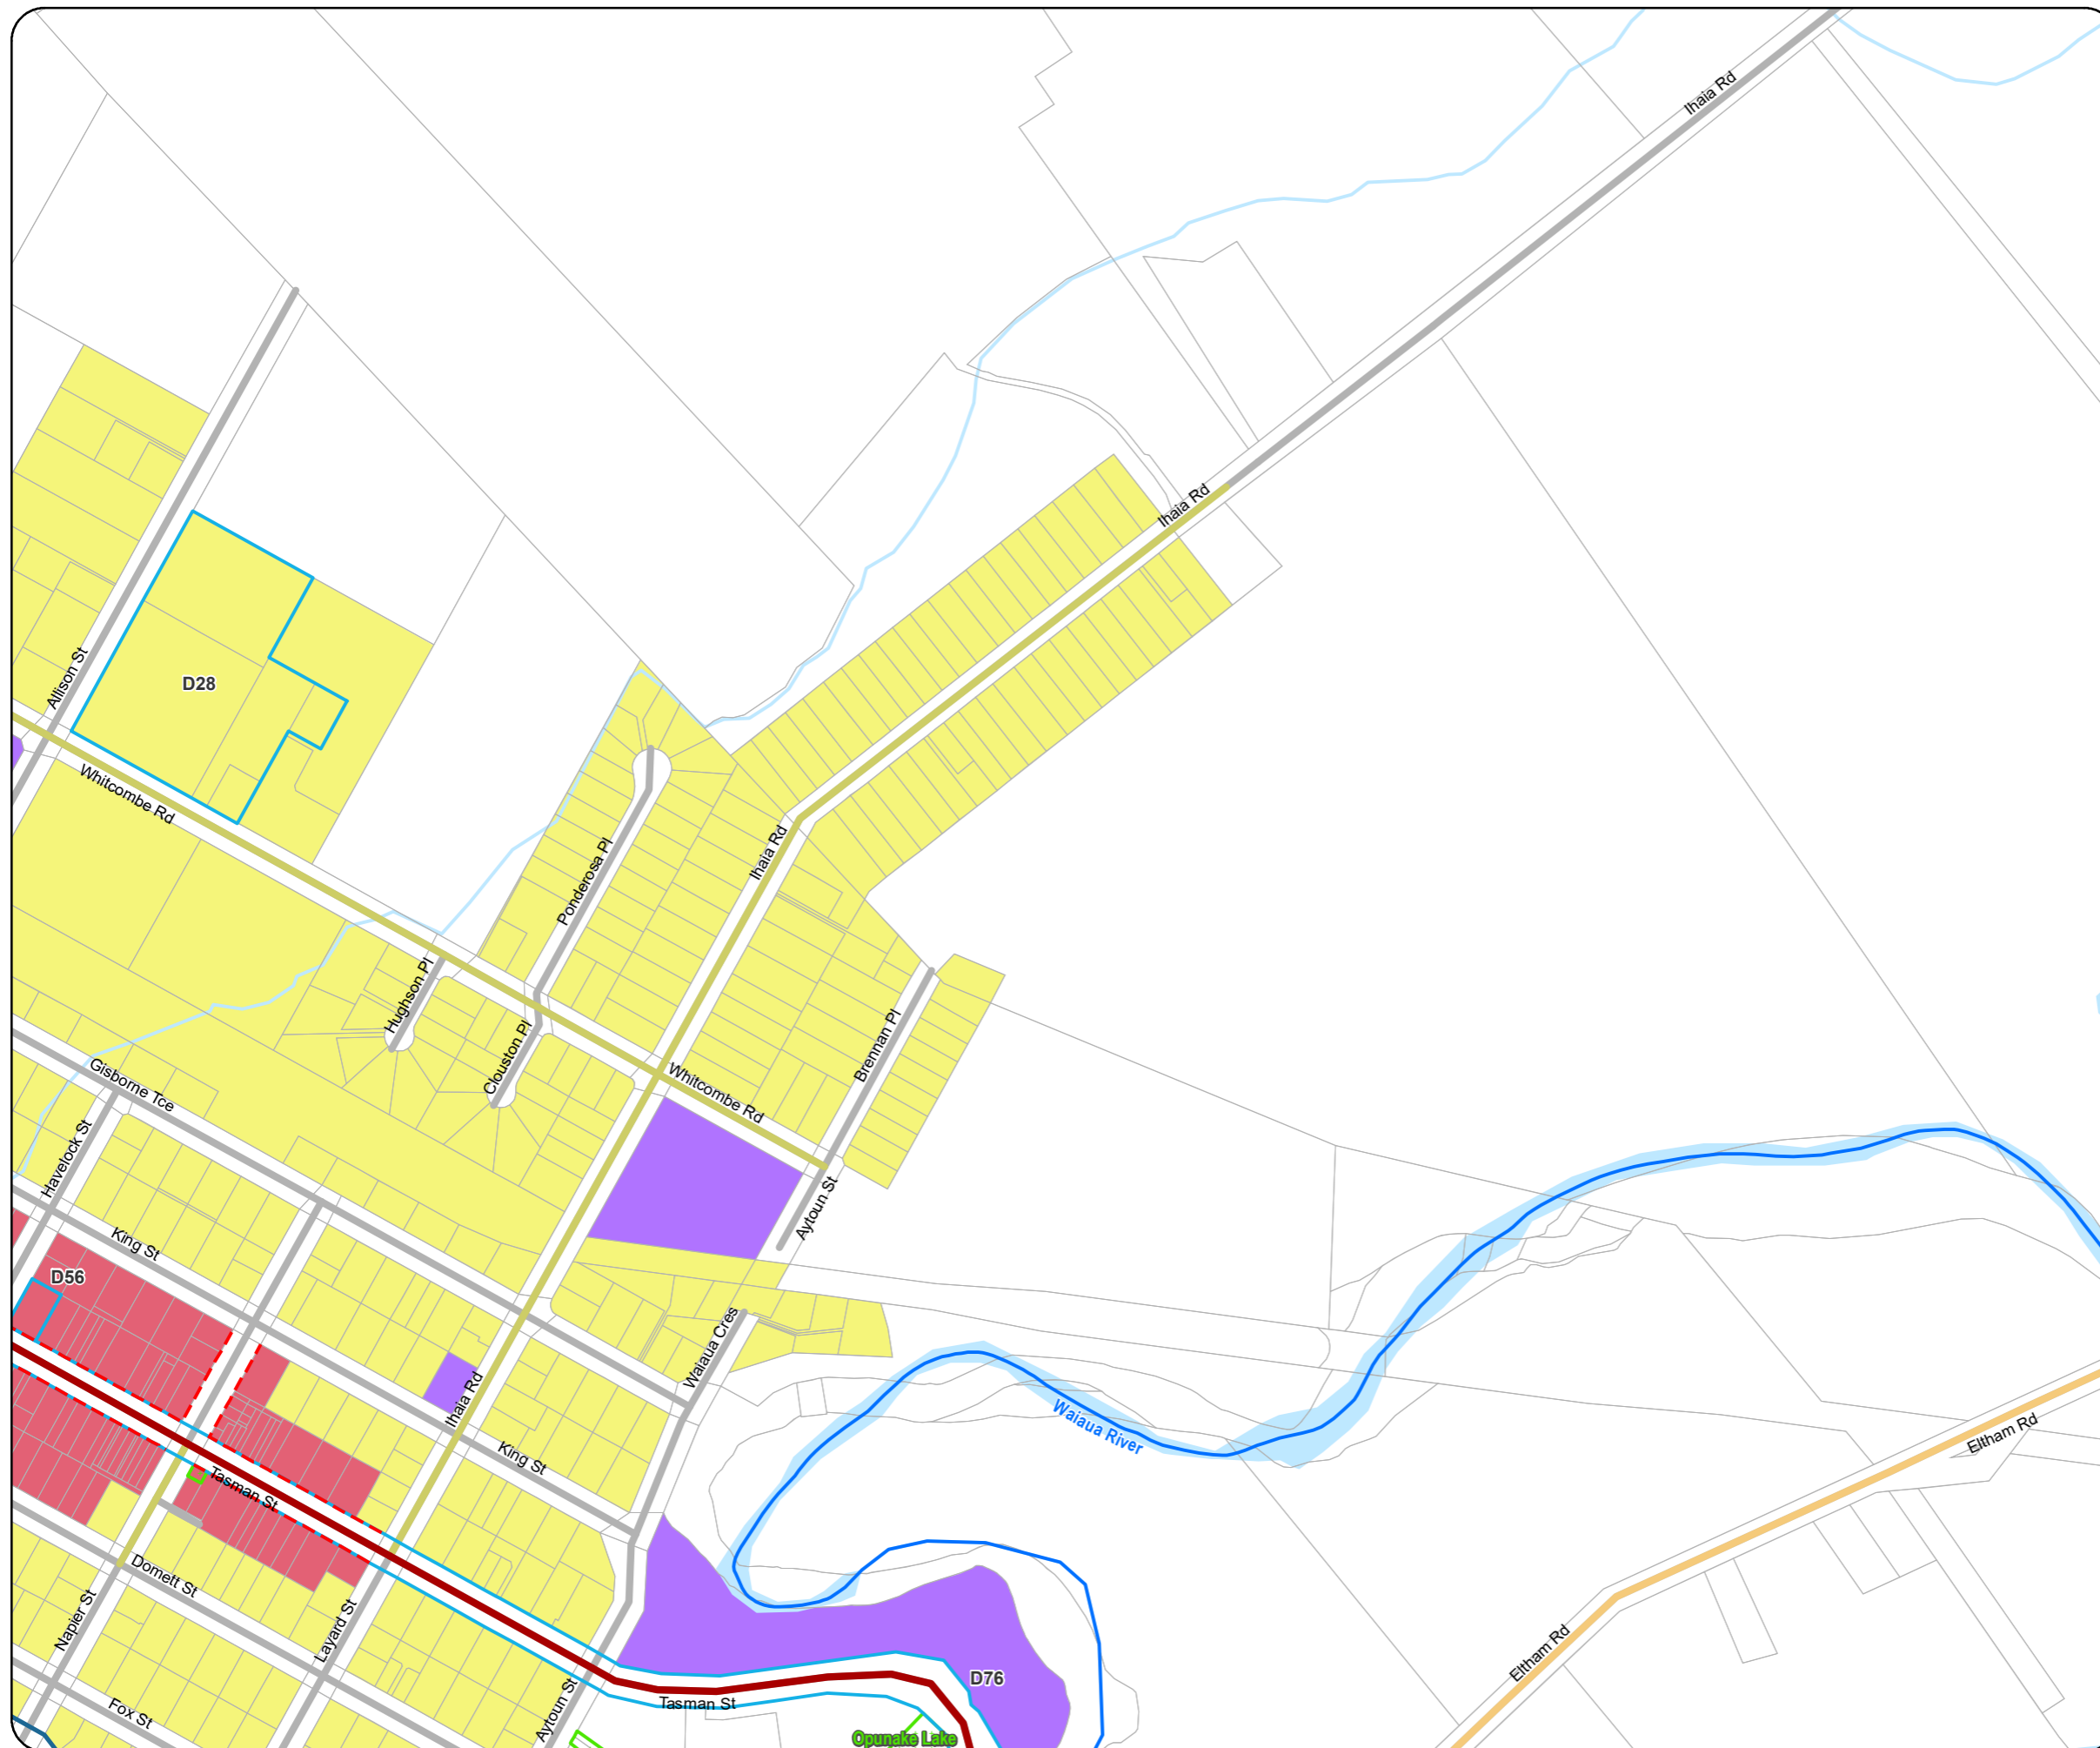 Ihaia Rd
Ihaia Rd
Allison St
D28
Whitcombe Rd
Ihaia Rd
Ponderosa Pl
Hughson Pl
Clouston Pl
Brennan Pl
Whitcombe Rd
Gisborne Tce
Havelock St
Aytoun St
King St
D56
Waiaua Cres
Ihaia Rd
Waiaua River
Eltham Rd
King St
Tasman St
Domett St
Napier St
Layard St
Eltham Rd
D76
Tasman St
Aytoun St
Fox St
Opunake Lake